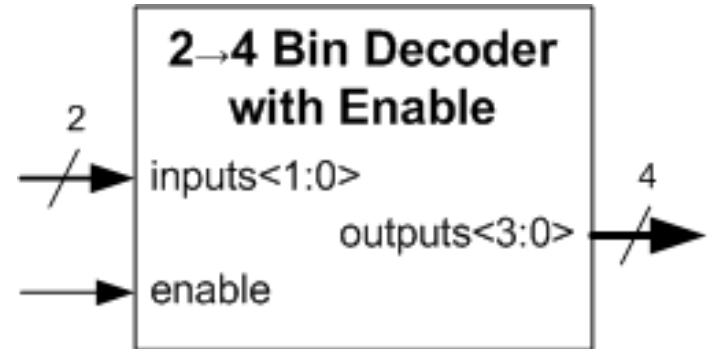 2→4 Bin Decoder
with Enable
2
inputs<1:0>
4
outputs<3:0>
enable